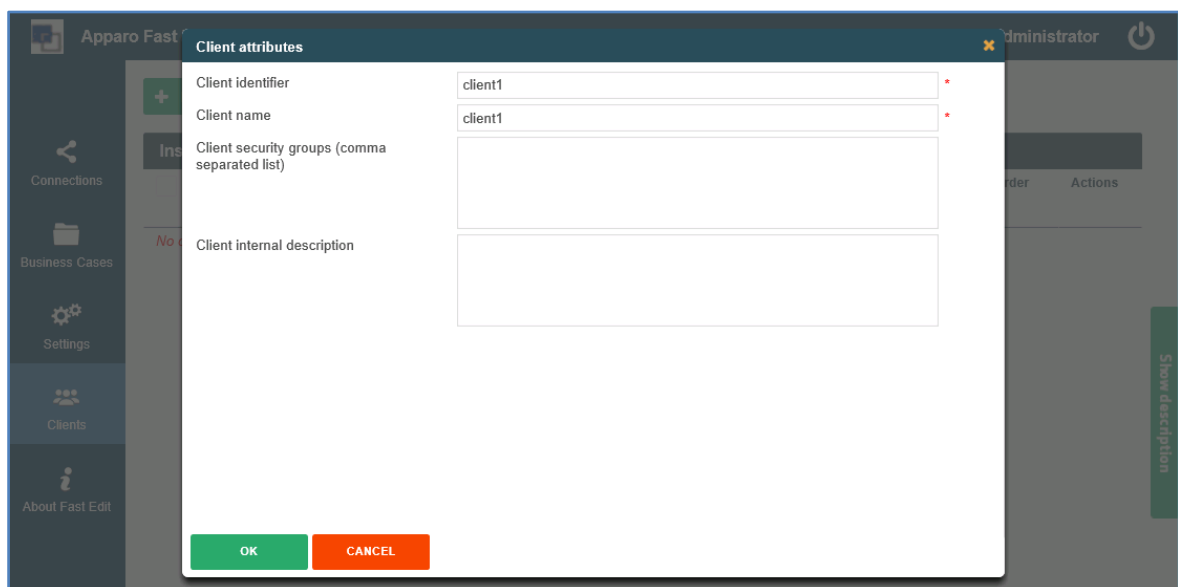 Apparo Fast
dministrator
Client attributes
Client identifier
client1
*
Client name
client1
*
Client security groups (comma
separated list)
Client internal description
OK
CANCEL
Connections
Business Cases
Settings
Clients
About Fast Edit
Ins
rder
Actions
No
Show description